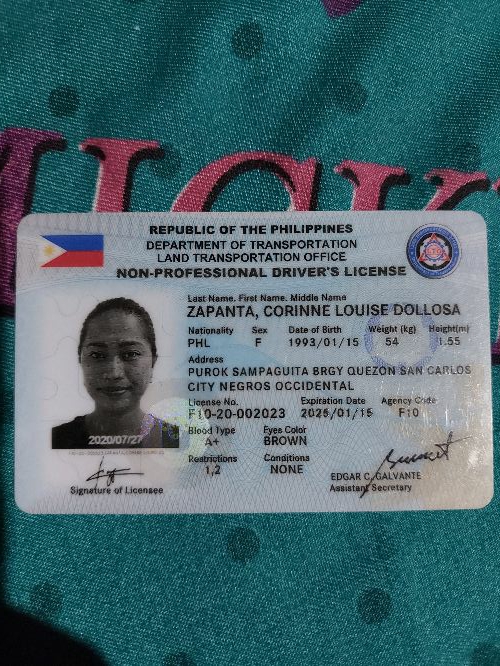 MICKEY
REPUBLIC OF THE PHILIPPINES
DEPARTMENT OF TRANSPORTATION
LAND TRANSPORTATION OFFICE
NON-PROFESSIONAL DRIVER'S LICENSE
LTO
Last Name, First Name, Middle Name
ZAPANTA, CORINNE LOUISE DOLLOSA
Nationality Sex Date of Birth Weight (kg) Height(m)
PHL F 1993/01/15 54 1.55
Address
PUROK SAMPAGUITA BRGY QUEZON SAN CARLOS
CITY NEGROS OCCIDENTAL
License No. Expiration Date Agency Code
F10-20-002023 2025/01/15 F10
Blood Type Eyes Color
A+ BROWN
Restrictions Conditions
1,2 NONE
2020/07/27
Signature of Licensee
EDGAR C. GALVANTE
Assistant Secretary